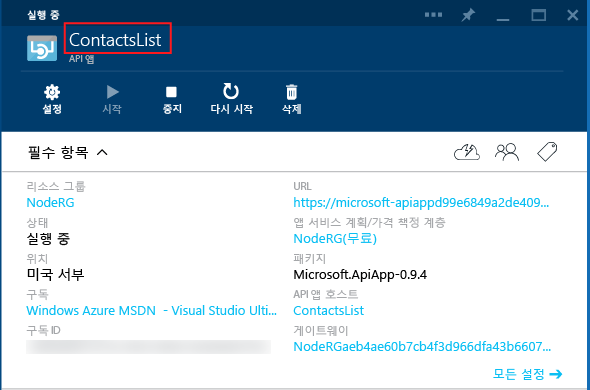 실행 중
ContactsList
API 앱
설정
시작
중지
다시 시작
삭제
필수 항목
리소스 그룹
NodeRG
상태
실행 중
위치
미국 서부
구독
Windows Azure MSDN - Visual Studio Ulti...
구독 ID
URL
https://microsoft-apiappd99e6849a2de409...
앱 서비스 계획/가격 책정 계층
NodeRG(무료)
패키지
Microsoft.ApiApp-0.9.4
API 앱 호스트
ContactsList
게이트웨이
NodeRGaeb4ae60b7cb4f3d966dfa43b6607...
모든 설정